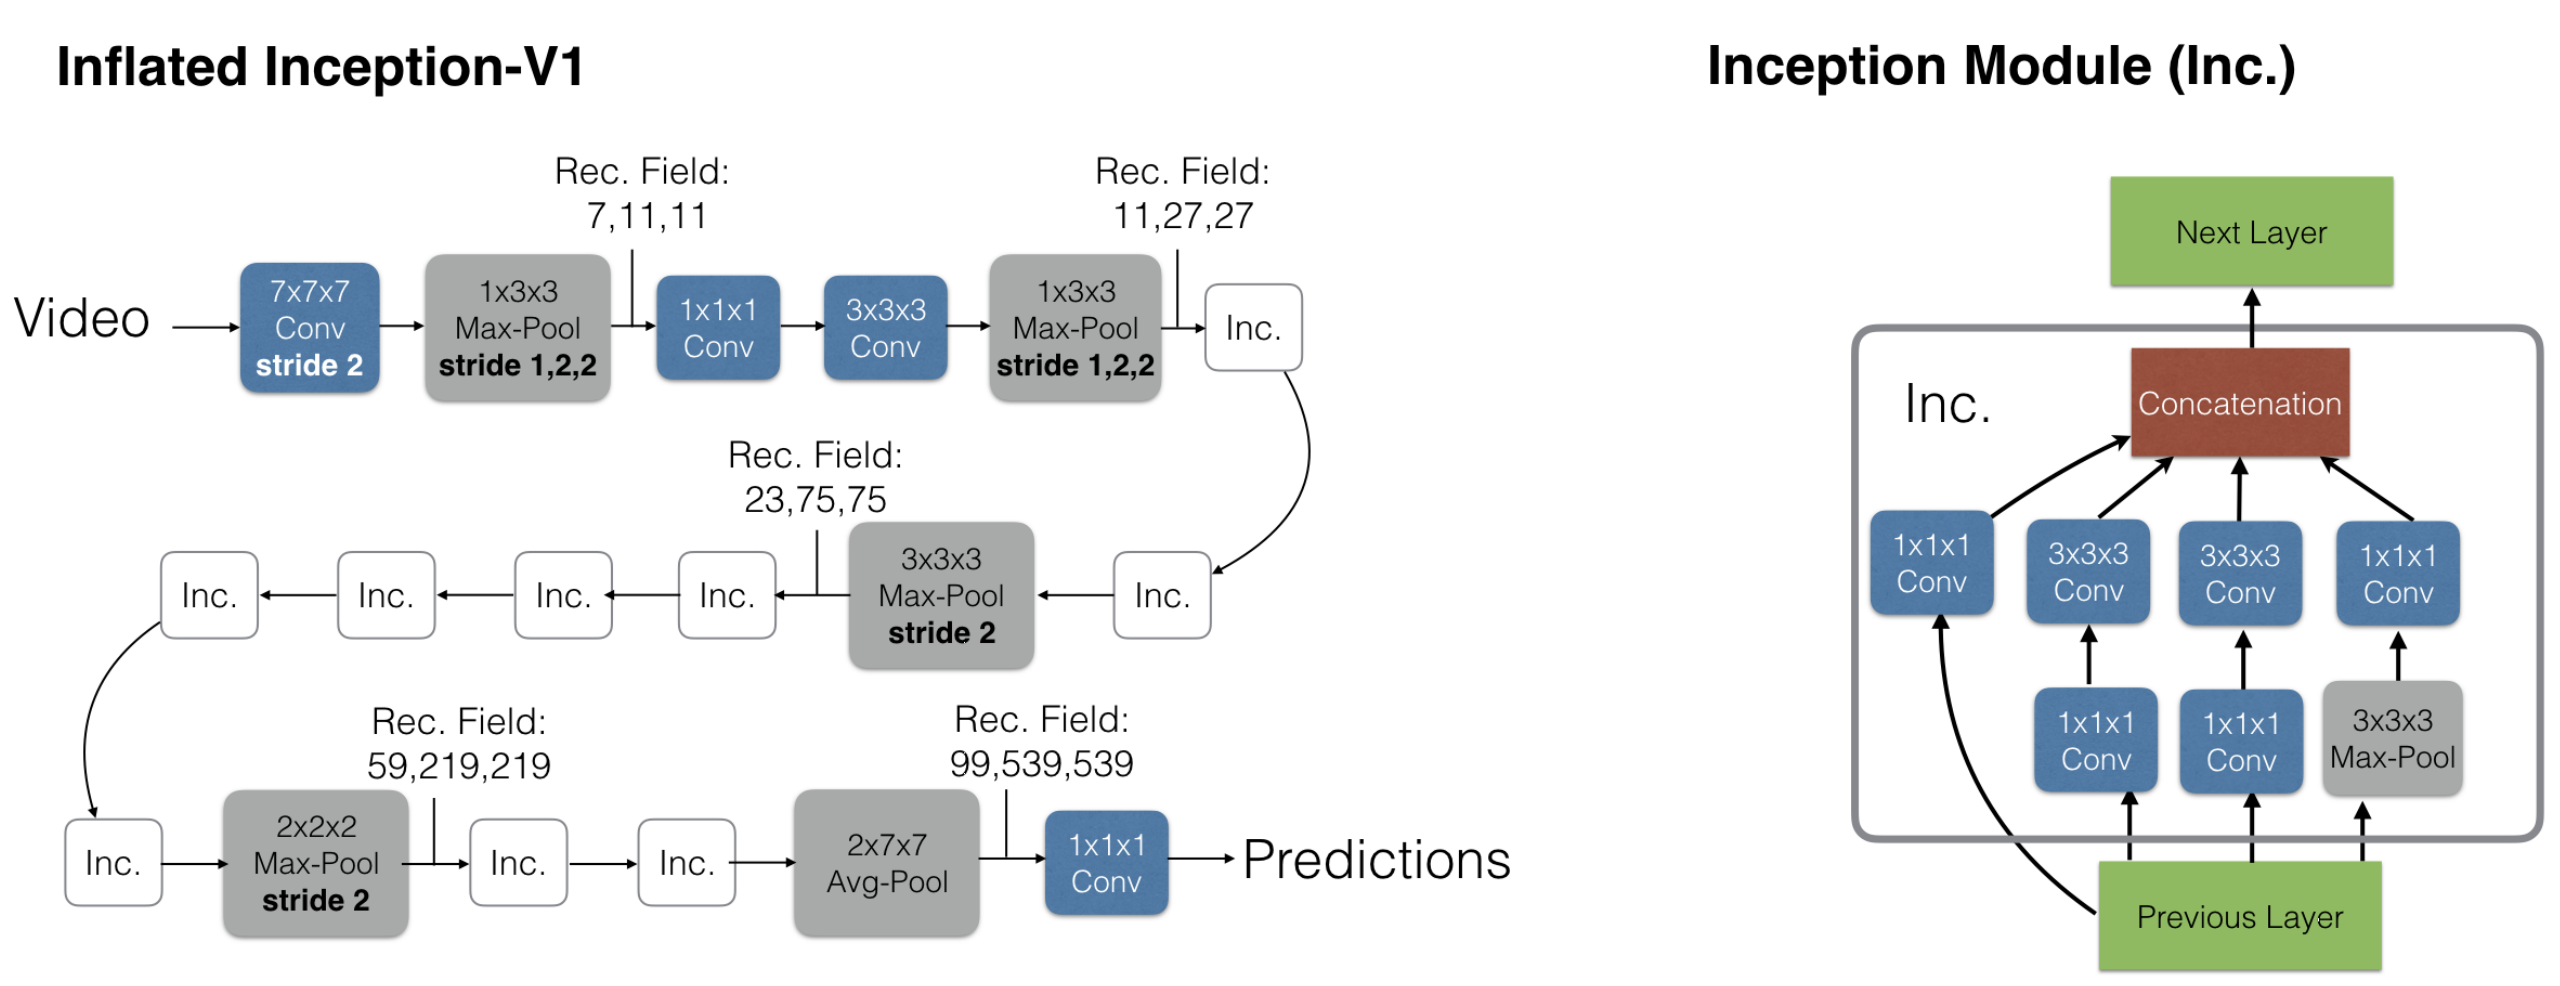 Inflated Inception-V1
Rec. Field:
7,11,11
Rec. Field:
11,27,27
Video
7x7x7
Conv
stride 2
1x3x3
Max-Pool
stride 1,2,2
1x1x1
Conv
3x3x3
Conv
1x3x3
Max-Pool
stride 1,2,2
Inc.
Rec. Field:
23,75,75
Inc.
Inc.
Inc.
Inc.
3x3x3
Max-Pool
stride 2
Inc.
Rec. Field:
59,219,219
Rec. Field:
99,539,539
Inc.
2x2x2
Max-Pool
stride 2
Inc.
Inc.
2x7x7
Avg-Pool
1x1x1
Conv
Predictions
Inception Module (Inc.)
Next Layer
Inc.
Concatenation
1x1x1
Conv
3x3x3
Conv
3x3x3
Conv
1x1x1
Conv
1x1x1
Conv
1x1x1
Conv
3x3x3
Max-Pool
Previous Layer